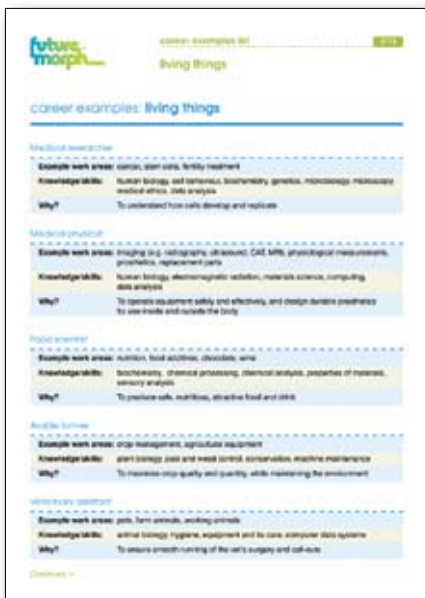 future
morph
career examples list
living things
career examples: living things
Medical researcher
Example work areas: cancer, stem cells, fertility treatment
Knowledge/skills: human biology, cell behaviour, biochemistry, genetics, microbiology, microscopy,
medical ethics, data analysis
Why? To understand how cells develop and replicate
Medical physicist
Example work areas: imaging (e.g. radiography, ultrasound, CAT, MRI), physiological measurements,
prosthetics, replacement parts
Knowledge/skills: human biology, electromagnetic radiation, materials science, computing,
data analysis
Why? To operate equipment safely and effectively, and design durable prosthetics
for use inside and outside the body
Food scientist
Example work areas: nutrition, food additives, chocolate, wine
Knowledge/skills: biochemistry, chemical processing, chemical analysis, properties of materials,
sensory analysis
Why? To produce safe, nutritious, attractive food and drink
Arable farmer
Example work areas: crop management, agricultural equipment
Knowledge/skills: plant biology, pest and weed control, conservation, machine maintenance
Why? To maximise crop quality and quantity, while maintaining the environment
Veterinary assistant
Example work areas: pets, farm animals, working animals
Knowledge/skills: animal biology, hygiene, equipment and its care, computer data systems
Why? To ensure smooth running of the vet's surgery and call-outs